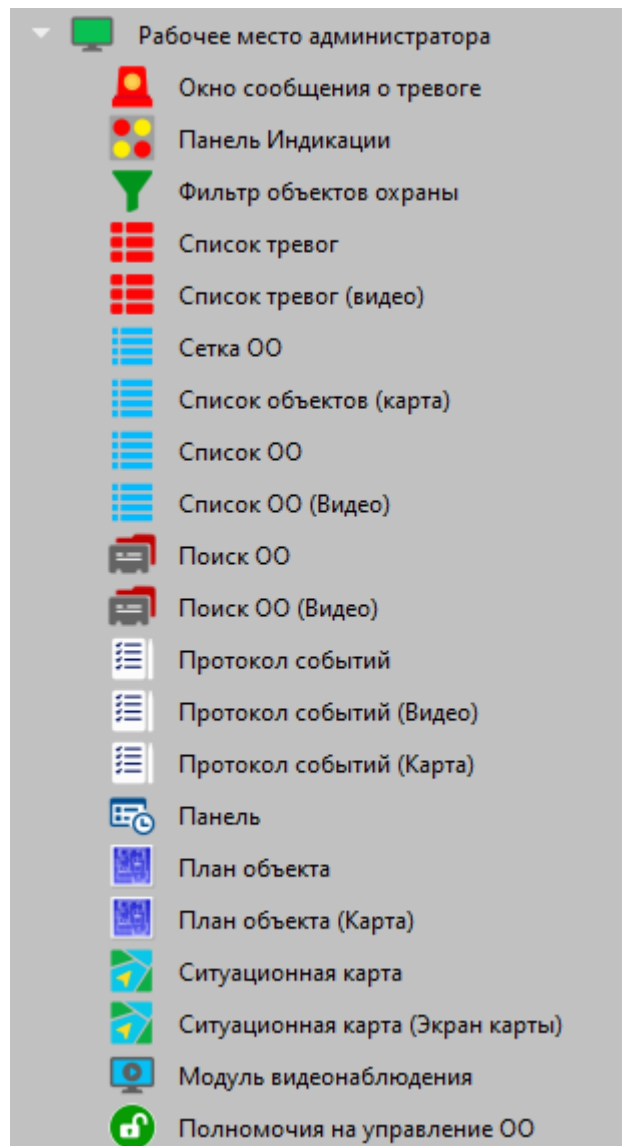 Рабочее место администратора
Окно сообщения о тревоге
Панель Индикации
Фильтр объектов охраны
Список тревог
Список тревог (видео)
Сетка ОО
Список объектов (карта)
Список ОО
Список ОО (Видео)
Поиск ОО
Поиск ОО (Видео)
Протокол событий
Протокол событий (Видео)
Протокол событий (Карта)
Панель
План объекта
План объекта (Карта)
Ситуационная карта
Ситуационная карта (Экран карты)
Модуль видеонаблюдения
Полномочия на управление ОО